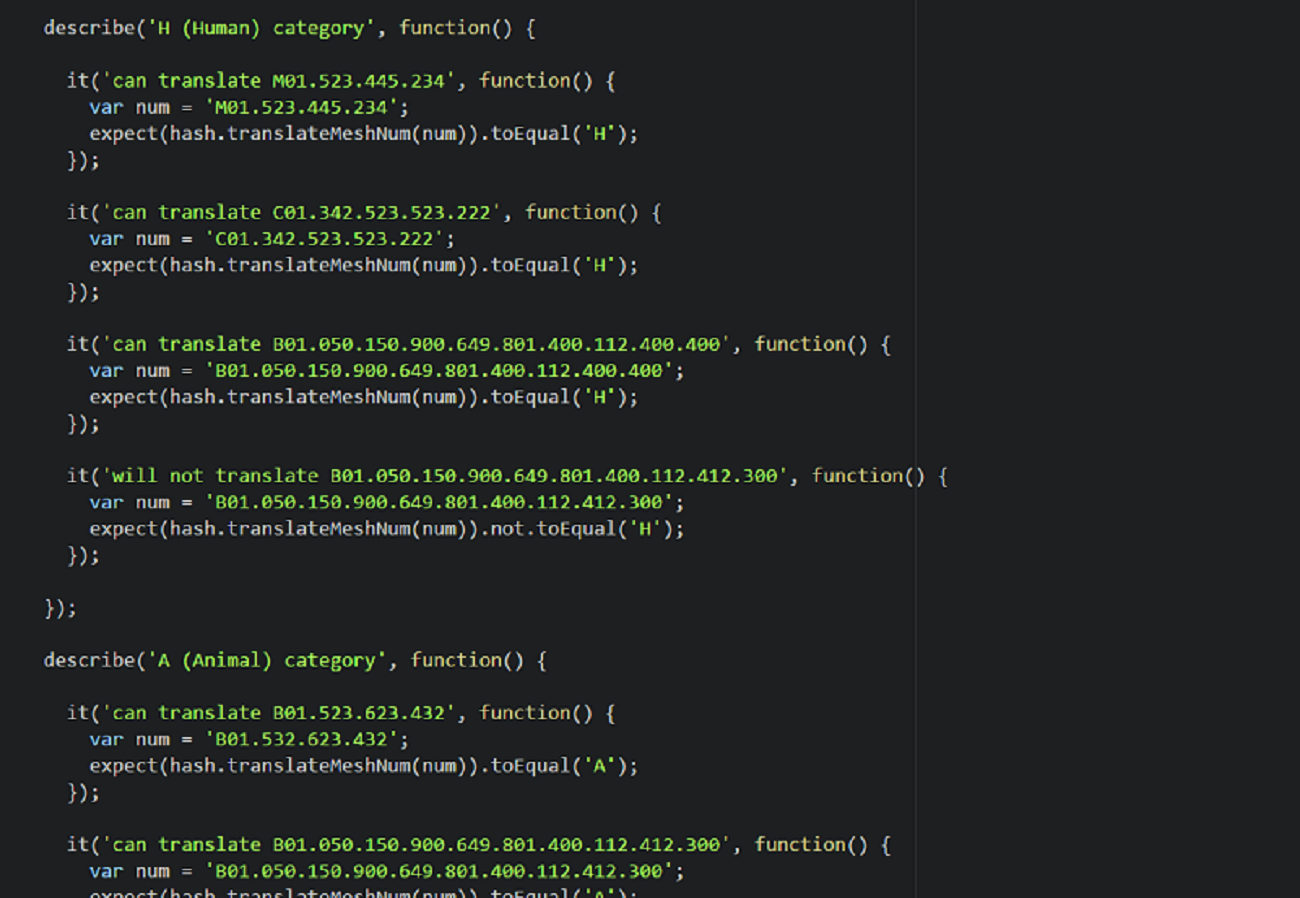 describe('H (Human) category', function() {
it('can translate M01.523.445.234', function() {
var num = 'M01.523.445.234';
expect(hash.translateMeshNum(num)).toEqual('H');
});
it('can translate C01.342.523.523.222', function() {
var num = 'C01.342.523.523.222';
expect(hash.translateMeshNum(num)).toEqual('H');
});
it('can translate B01.050.150.900.649.801.400.112.400.400', function() {
var num = 'B01.050.150.900.649.801.400.112.400.400';
expect(hash.translateMeshNum(num)).toEqual('H');
});
it('will not translate B01.050.150.900.649.801.400.112.412.300', function() {
var num = 'B01.050.150.900.649.801.400.112.412.300';
expect(hash.translateMeshNum(num)).not.toEqual('H');
});
});
describe('A (Animal) category', function() {
it('can translate B01.523.623.432', function() {
var num = 'B01.532.623.432';
expect(hash.translateMeshNum(num)).toEqual('A');
});
it('can translate B01.050.150.900.649.801.400.112.412.300', function() {
var num = 'B01.050.150.900.649.801.400.112.412.300';
expect(hash.translateMeshNum(num)).toEqual('A');